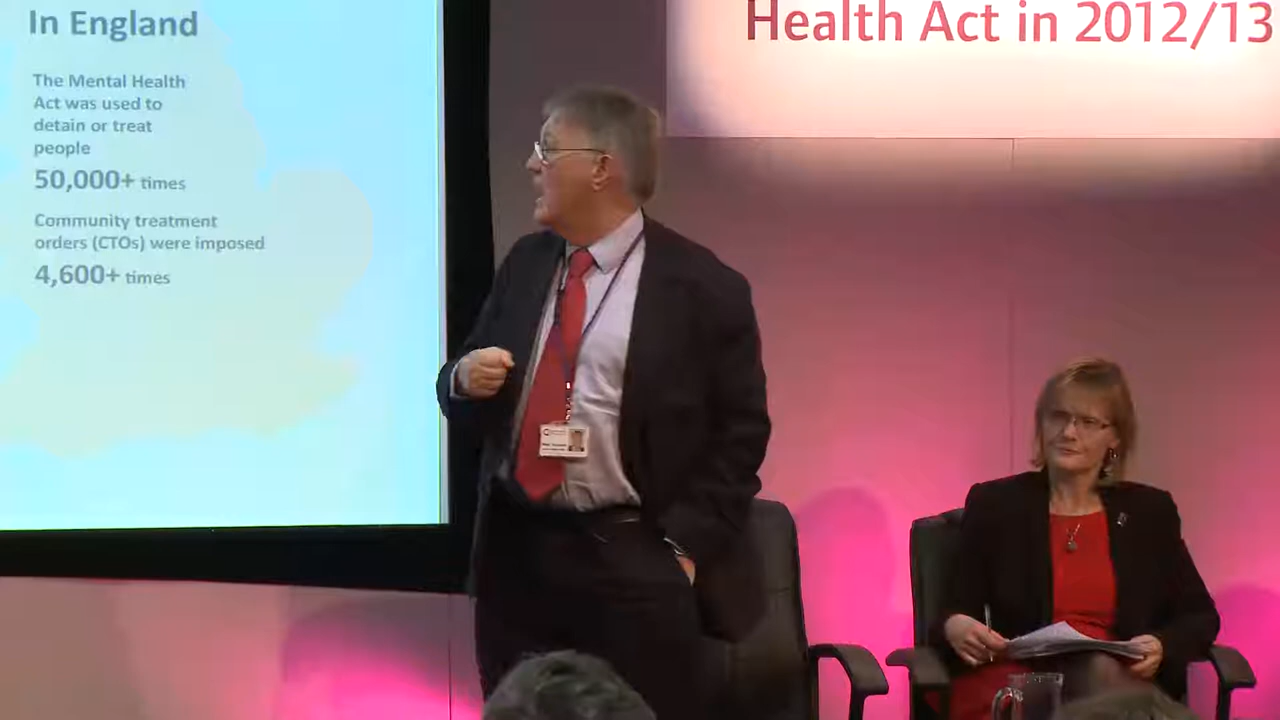 In England
The Mental Health
Act was used to
detain or treat
people
50,000+ times
Community treatment
orders (CTOs) were imposed
4,600+ times
Health Act in 2012/13